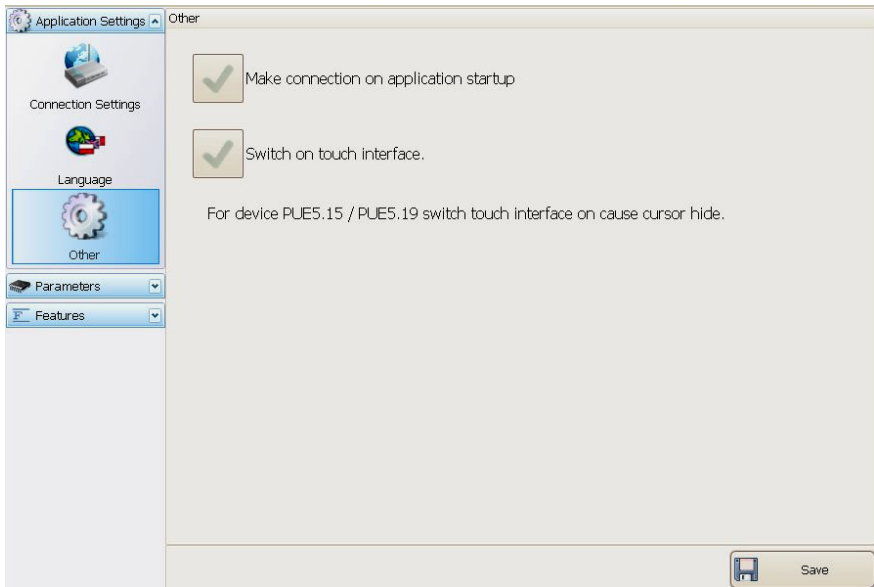 Application Settings
Other
Connection Settings
Language
Other
Parameters
F Features
Make connection on application startup
Switch on touch interface.
For device PUE5.15 / PUE5.19 switch touch interface on cause cursor hide.
Save